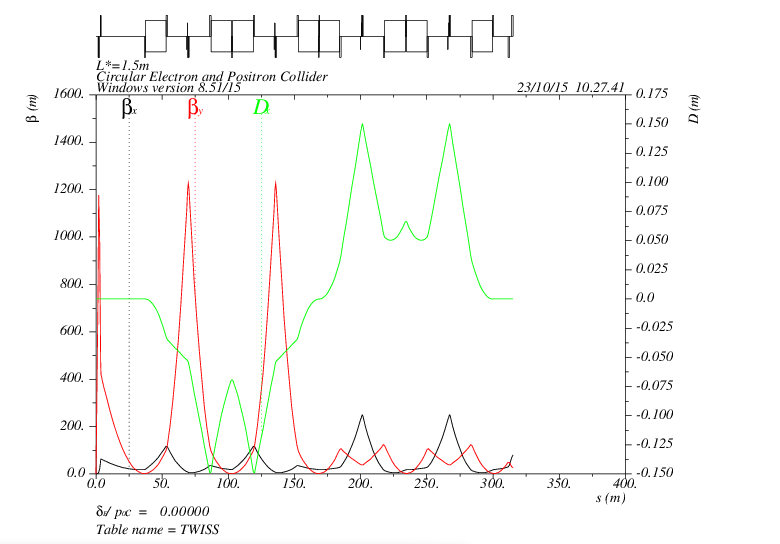 L*=1.5m
Circular Electron and Positron Collider
Windows version 8.51/15 23/10/15 10.27.41
β (m) D (m)
βx βy Dx
1600. 0.175
0.150
1400. 0.125
1200. 0.100
0.075
1000. 0.050
800. 0.025
0.0
600. -0.025
-0.050
400. -0.075
200. -0.100
-0.125
0.0 -0.150
0.0 50. 100. 150. 200. 250. 300. 350. 400.
s (m)
δs/ p0c = 0.00000
Table name = TWISS